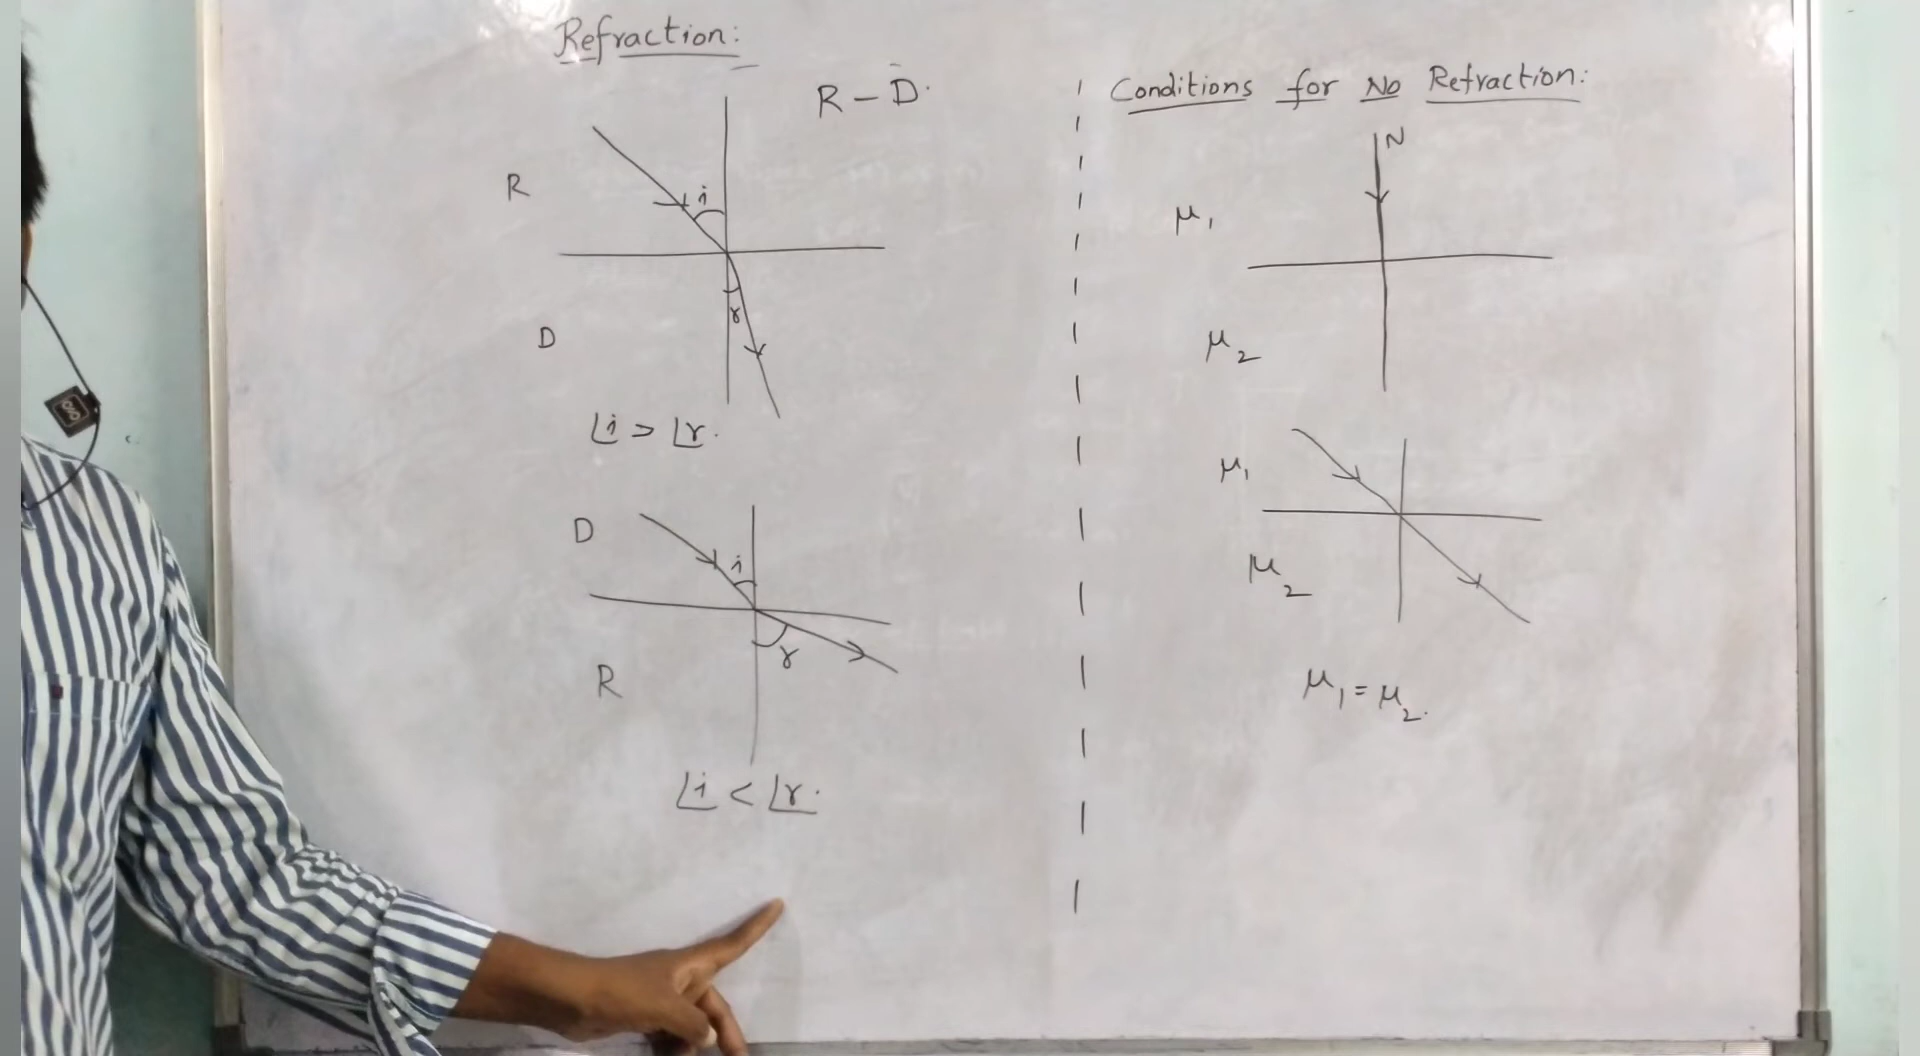 Refraction:
R – D.
R
i
D
r
∠i > ∠r.
D
i
R
r
∠i < ∠r.
Conditions for No Refraction:
N
μ1
μ2
μ1
μ2
μ1 = μ2.